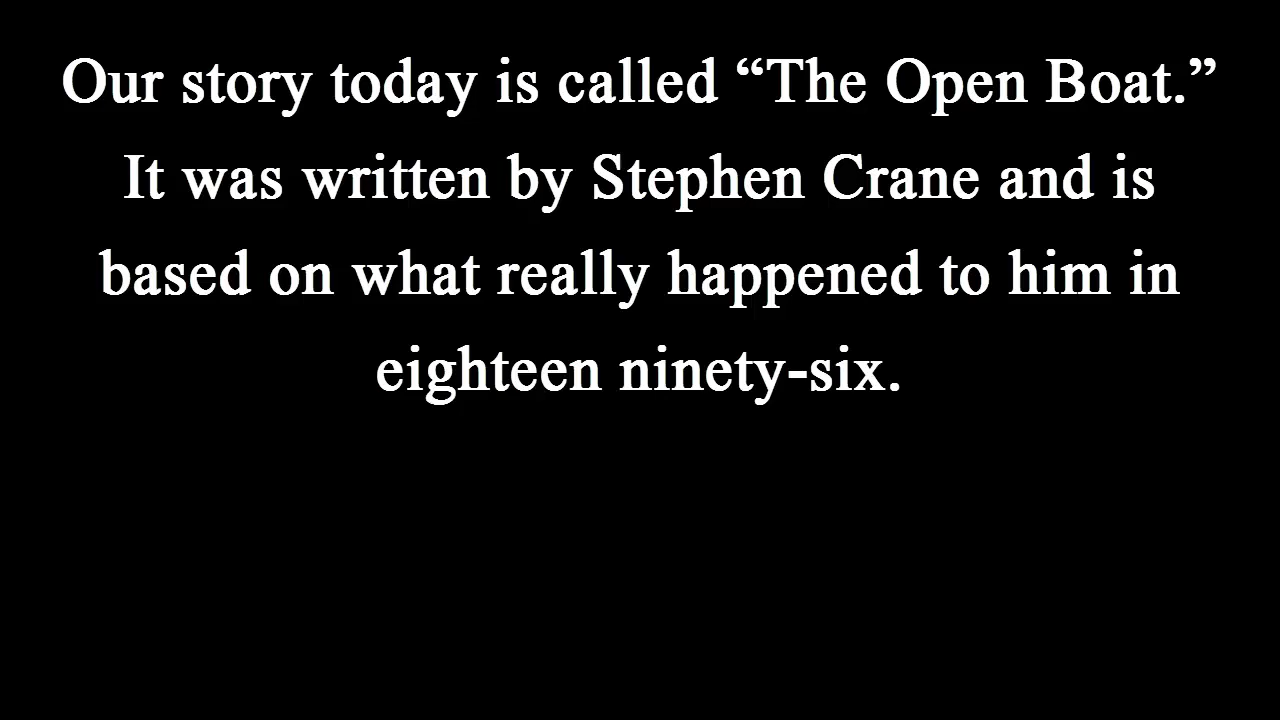 Our story today is called “The Open Boat.”
It was written by Stephen Crane and is
based on what really happened to him in
eighteen ninety-six.